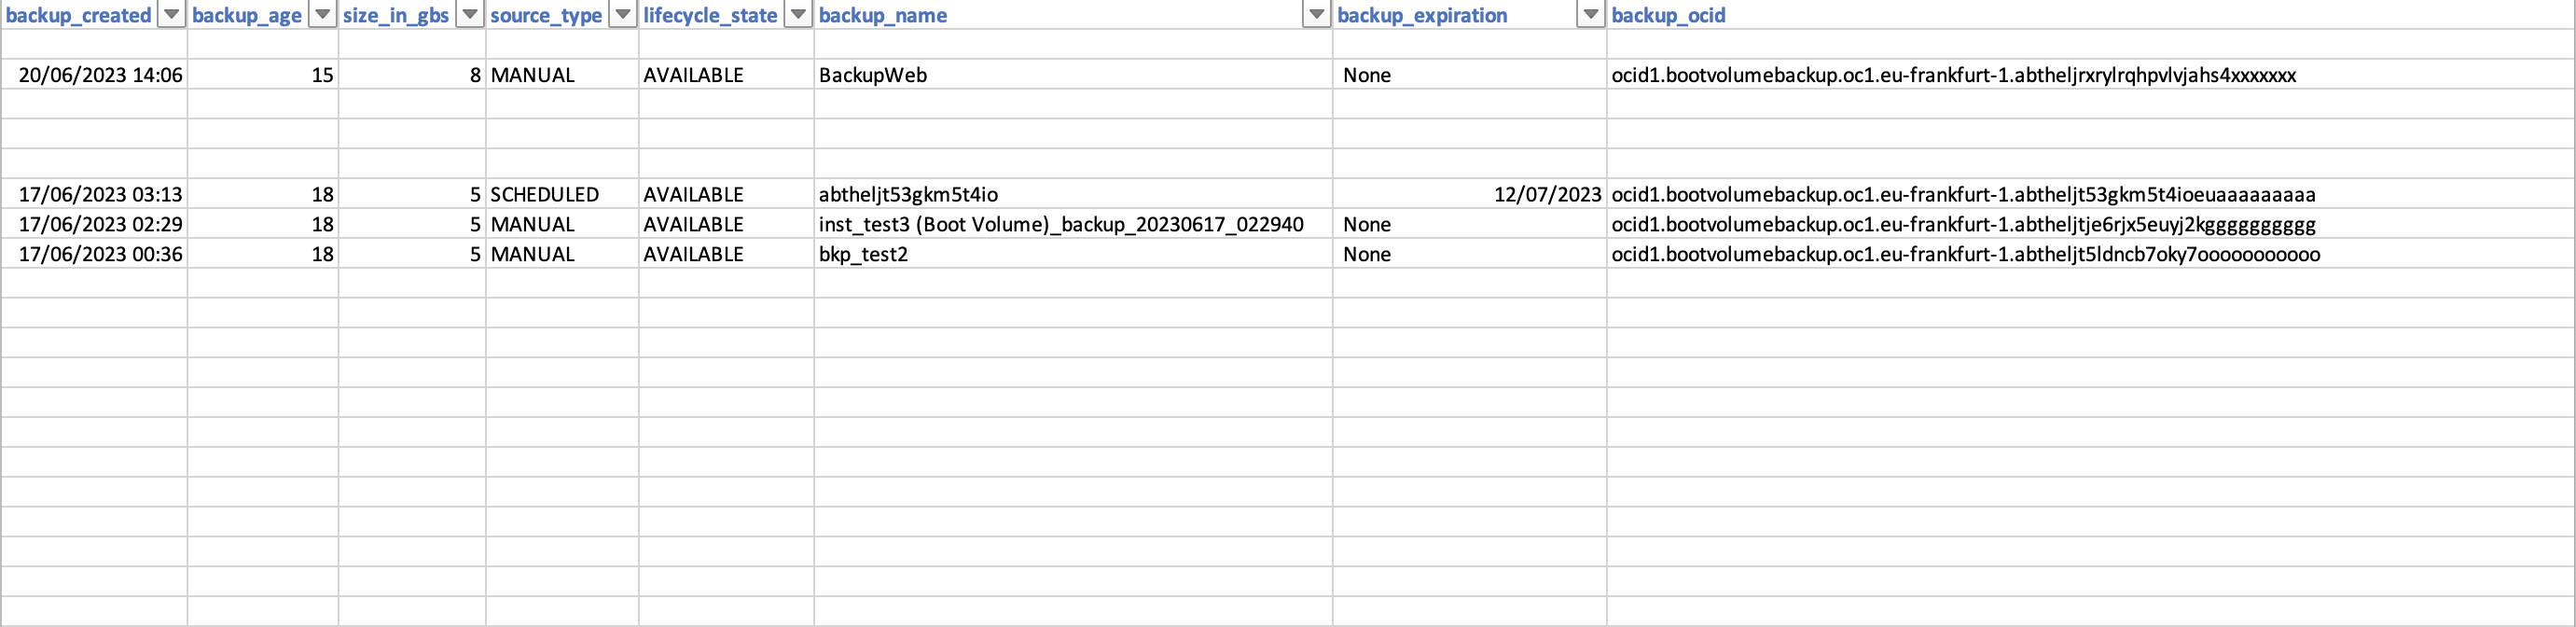 backup_created backup_age size_in_gbs source_type lifecycle_state backup_name backup_expiration backup_ocid
20/06/2023 14:06 15 8 MANUAL AVAILABLE BackupWeb None ocid1.bootvolumebackup.oc1.eu-frankfurt-1.abtheljrxrylrqhpvlvjahs4xxxxxxx
17/06/2023 03:13 18 5 SCHEDULED AVAILABLE abtheljt53gkm5t4io 12/07/2023 ocid1.bootvolumebackup.oc1.eu-frankfurt-1.abtheljt53gkm5t4ioeuaaaaaaaaa
17/06/2023 02:29 18 5 MANUAL AVAILABLE inst_test3 (Boot Volume)_backup_20230617_022940 None ocid1.bootvolumebackup.oc1.eu-frankfurt-1.abtheljtje6rjx5euyj2kgggggggggg
17/06/2023 00:36 18 5 MANUAL AVAILABLE bkp_test2 None ocid1.bootvolumebackup.oc1.eu-frankfurt-1.abtheljt5ldncb7oky7ooooooooooo